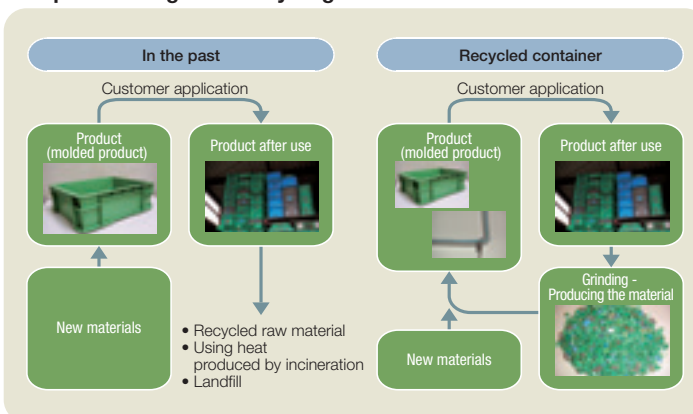 In the past
Customer application
Product
(molded product)
Product after use
New materials
• Recycled raw material
• Using heat
produced by incineration
• Landfill
Recycled container
Customer application
Product
(molded product)
Product after use
Grinding -
Producing the material
New materials